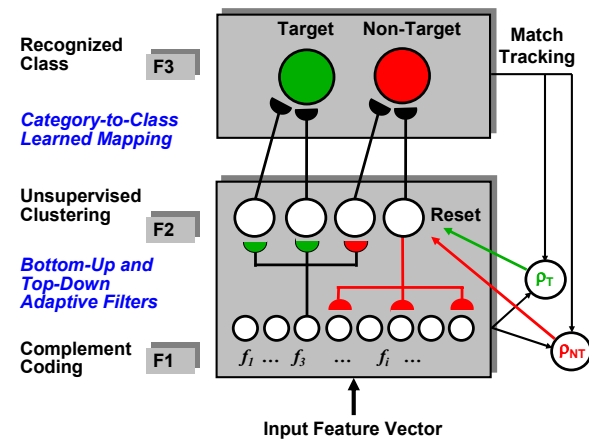 Recognized
Class
F3
Target
Non-Target
Match
Tracking
Category-to-Class
Learned Mapping
Unsupervised
Clustering
F2
Reset
Bottom-Up and
Top-Down
Adaptive Filters
ρT
Complement
Coding
F1
f1 ... f3 ... fi ...
ρNT
Input Feature Vector